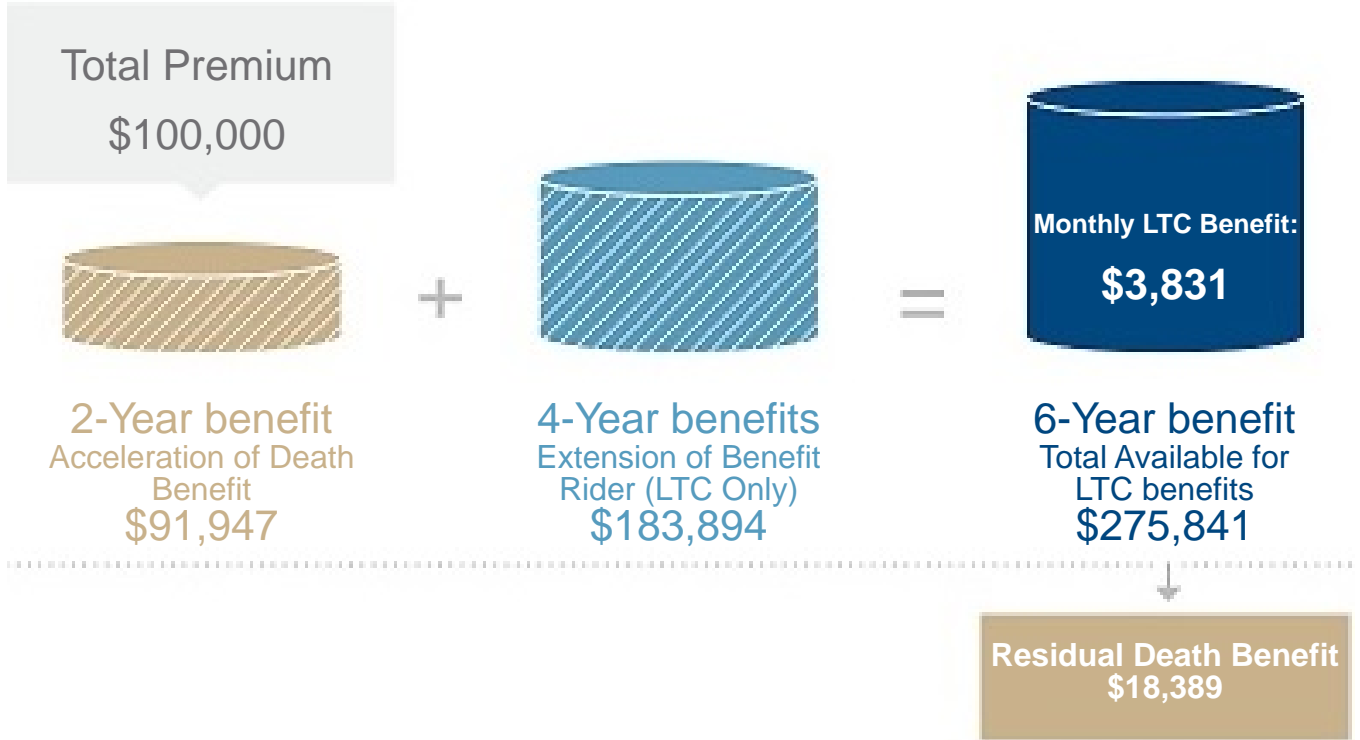 Total Premium
$100,000
+
=
Monthly LTC Benefit:
$3,831
2-Year benefit
Acceleration of Death
Benefit
$91,947
4-Year benefits
Extension of Benefit
Rider (LTC Only)
$183,894
6-Year benefit
Total Available for
LTC benefits
$275,841
Residual Death Benefit
$18,389